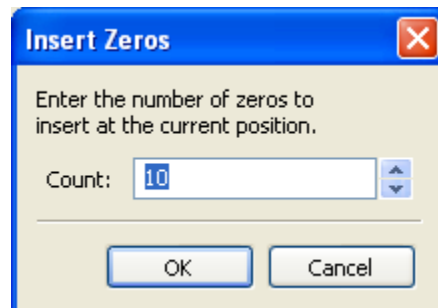 Insert Zeros
Enter the number of zeros to
insert at the current position.
Count: 10
OK Cancel